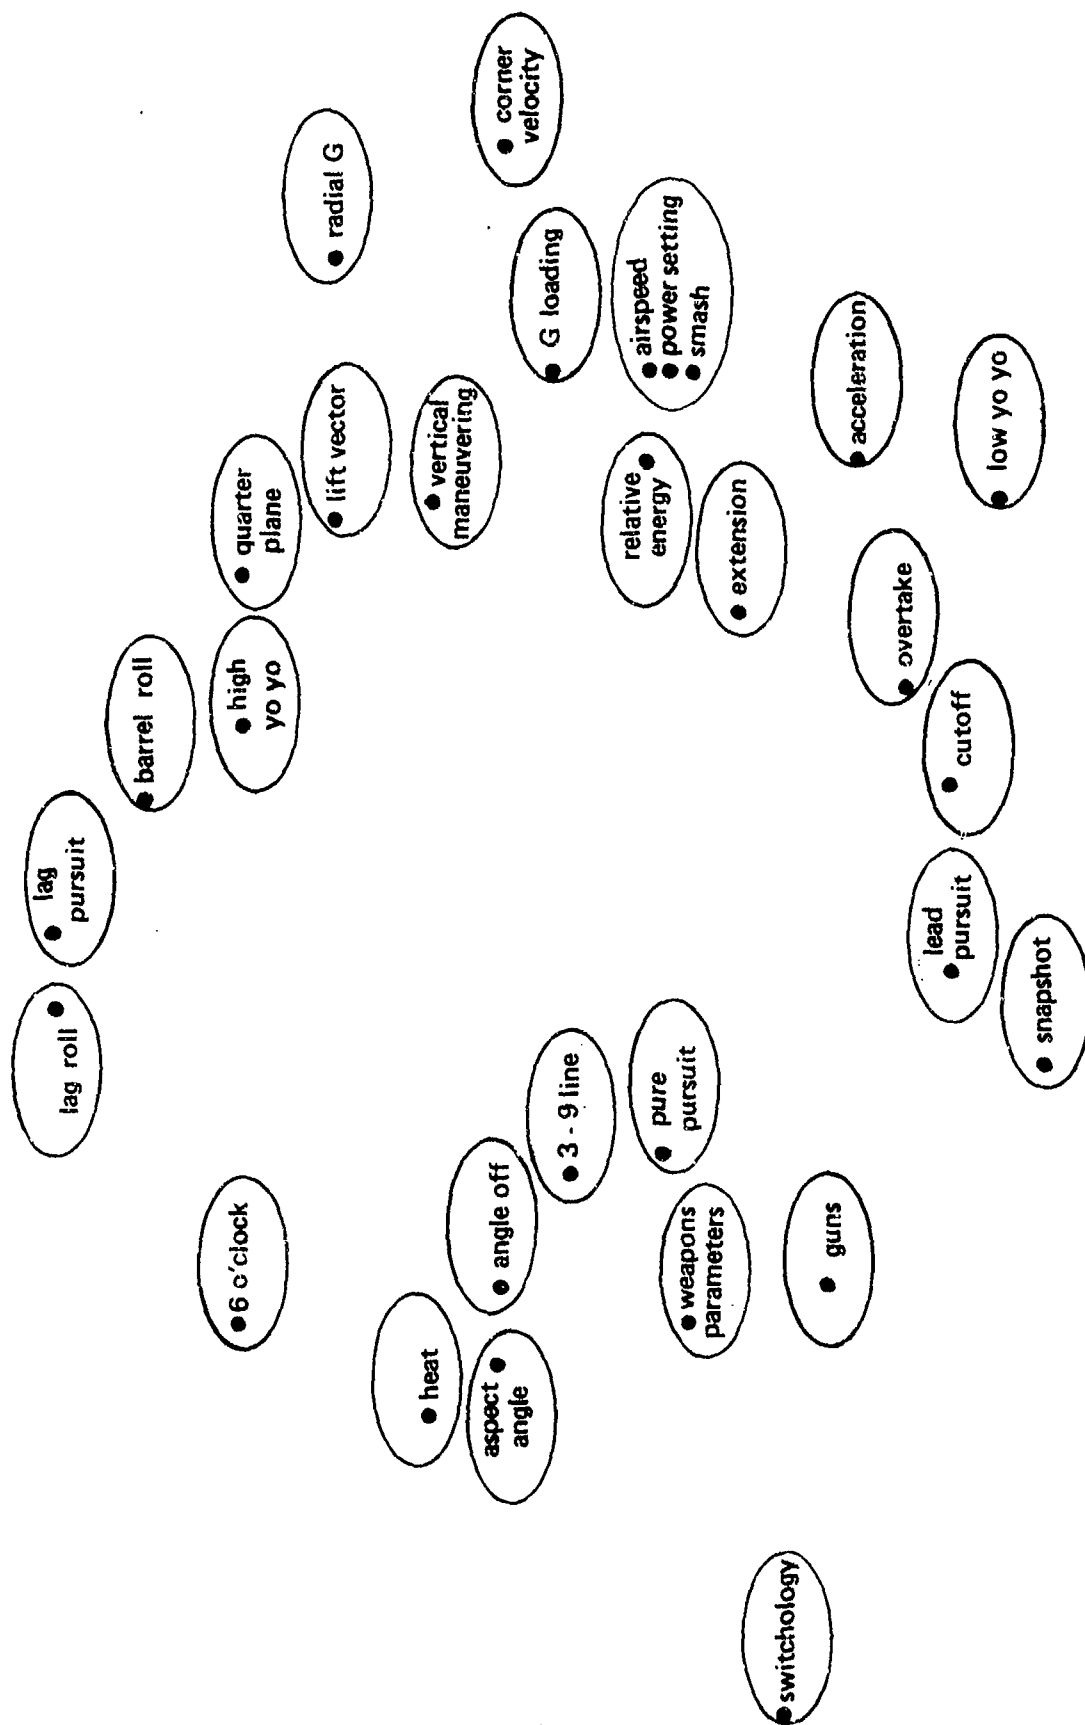 lag roll
lag
pursuit
barrel roll
high
yo yo
quarter
plane
lift vector
radial G
vertical
maneuvering
corner
velocity
G loading
airspeed
power setting
smash
relative
energy
extension
acceleration
low yo yo
overtake
cutoff
lead
pursuit
snapshot
6 o'clock
heat
aspect
angle
angle off
3 - 9 line
pure
pursuit
weapons
parameters
guns
switchology